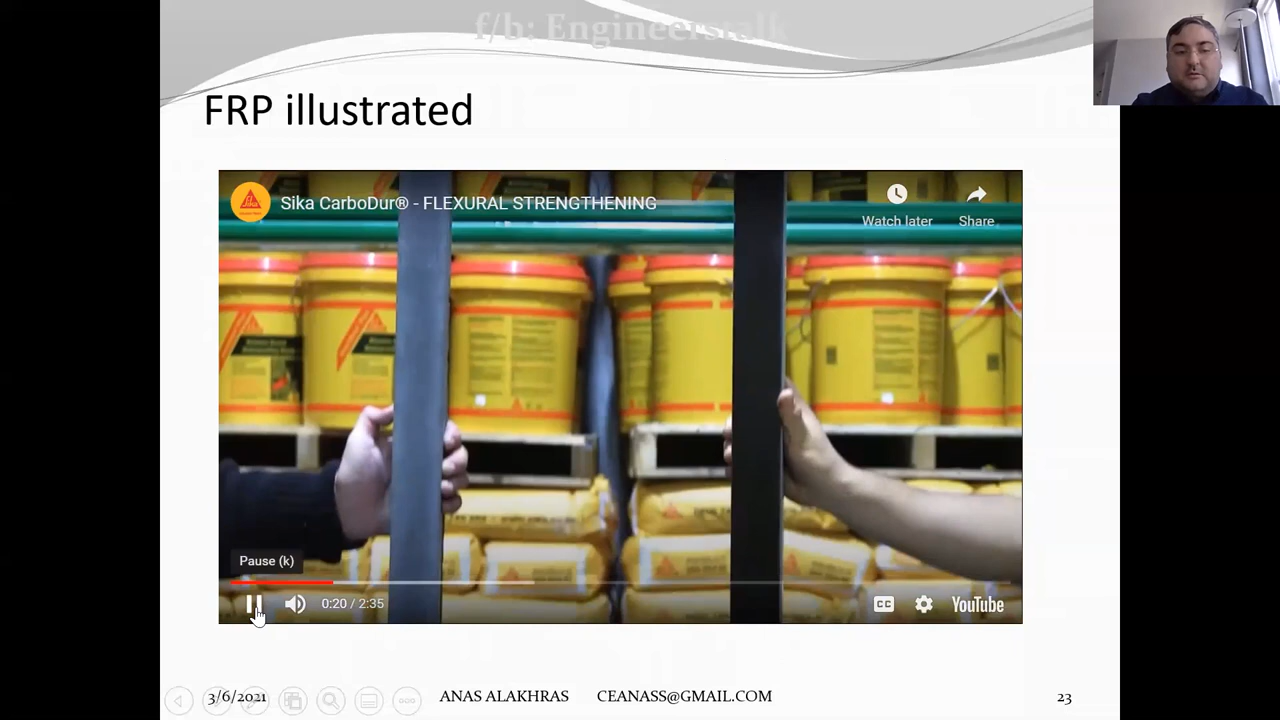 f/b: Engineerstalk
FRP illustrated
Sika CarboDur® - FLEXURAL STRENGTHENING
Watch later
Share
Pause (k)
0:20 / 2:35
CC
YouTube
3/6/2021
ANAS ALAKHRAS
CEANASS@GMAIL.COM
23